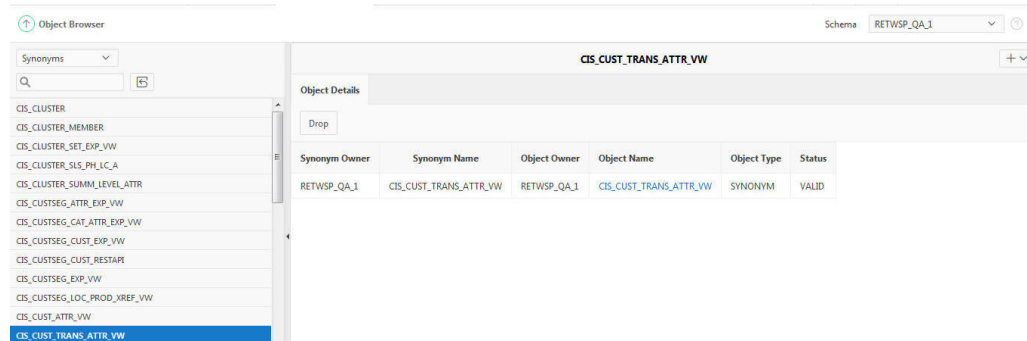 Object Browser
Schema RETWSP_QA_1
Synonyms
CIS_CUST_TRANS_ATTR_VW
Object Details
CIS_CLUSTER
CIS_CLUSTER_MEMBER
CIS_CLUSTER_SET_EXP_VW
CIS_CLUSTER_SLS_PH_LC_A
CIS_CLUSTER_SUMM_LEVEL_ATTR
CIS_CUSTSEG_ATTR_EXP_VW
CIS_CUSTSEG_CAT_ATTR_EXP_VW
CIS_CUSTSEG_CUST_EXP_VW
CIS_CUSTSEG_CUST_RESTAPI
CIS_CUSTSEG_EXP_VW
CIS_CUSTSEG_LOC_PROD_XREF_VW
CIS_CUST_ATTR_VW
CIS_CUST_TRANS_ATTR_VW
Drop
Synonym Owner Synonym Name Object Owner Object Name Object Type Status
RETWSP_QA_1 CIS_CUST_TRANS_ATTR_VW RETWSP_QA_1 CIS_CUST_TRANS_ATTR_VW SYNONYM VALID